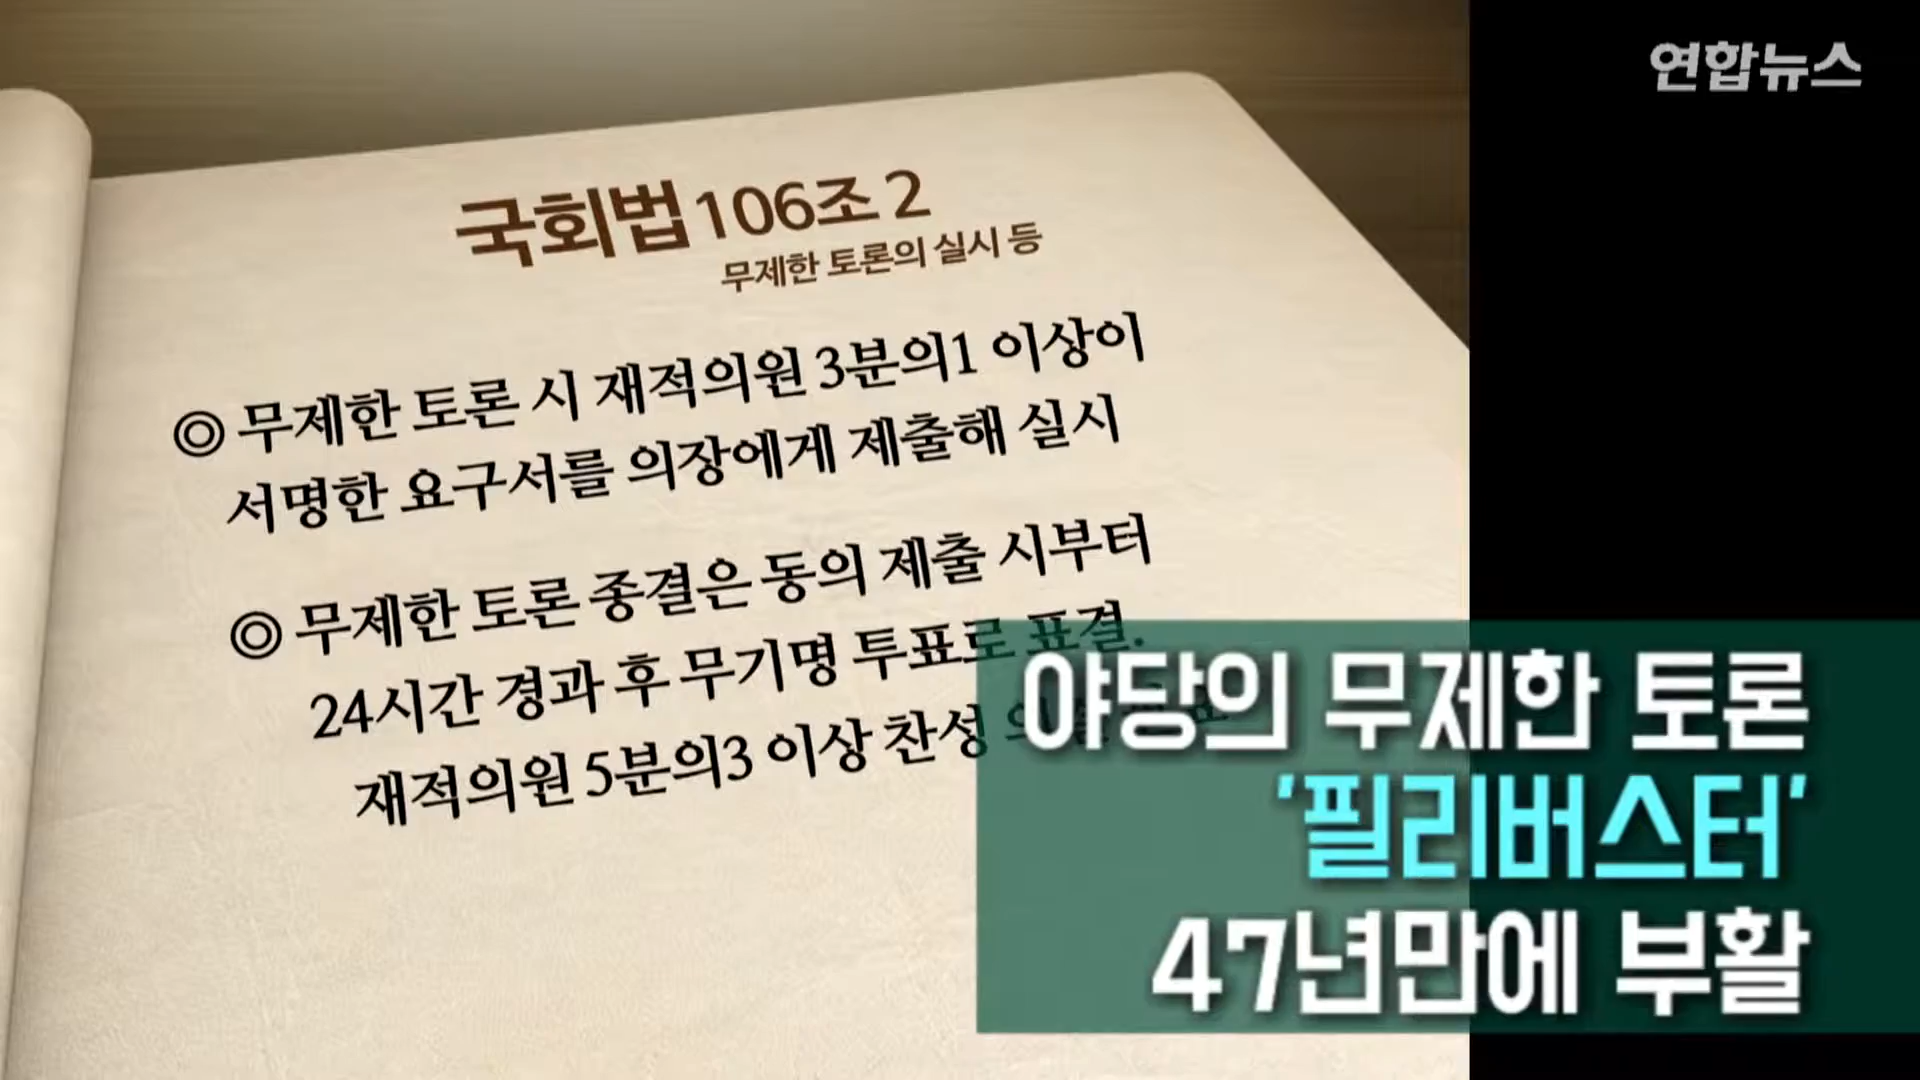 연합뉴스
국회법 106조 2
무제한 토론의 실시 등
◎ 무제한 토론 시 재적의원 3분의1 이상이
서명한 요구서를 의장에게 제출해 실시
◎ 무제한 토론 종결은 동의 제출 시부터
24시간 경과 후 무기명 투표로 표결.
재적의원 5분의3 이상 찬성
야당의 무제한 토론
'필리버스터'
47년만에 부활